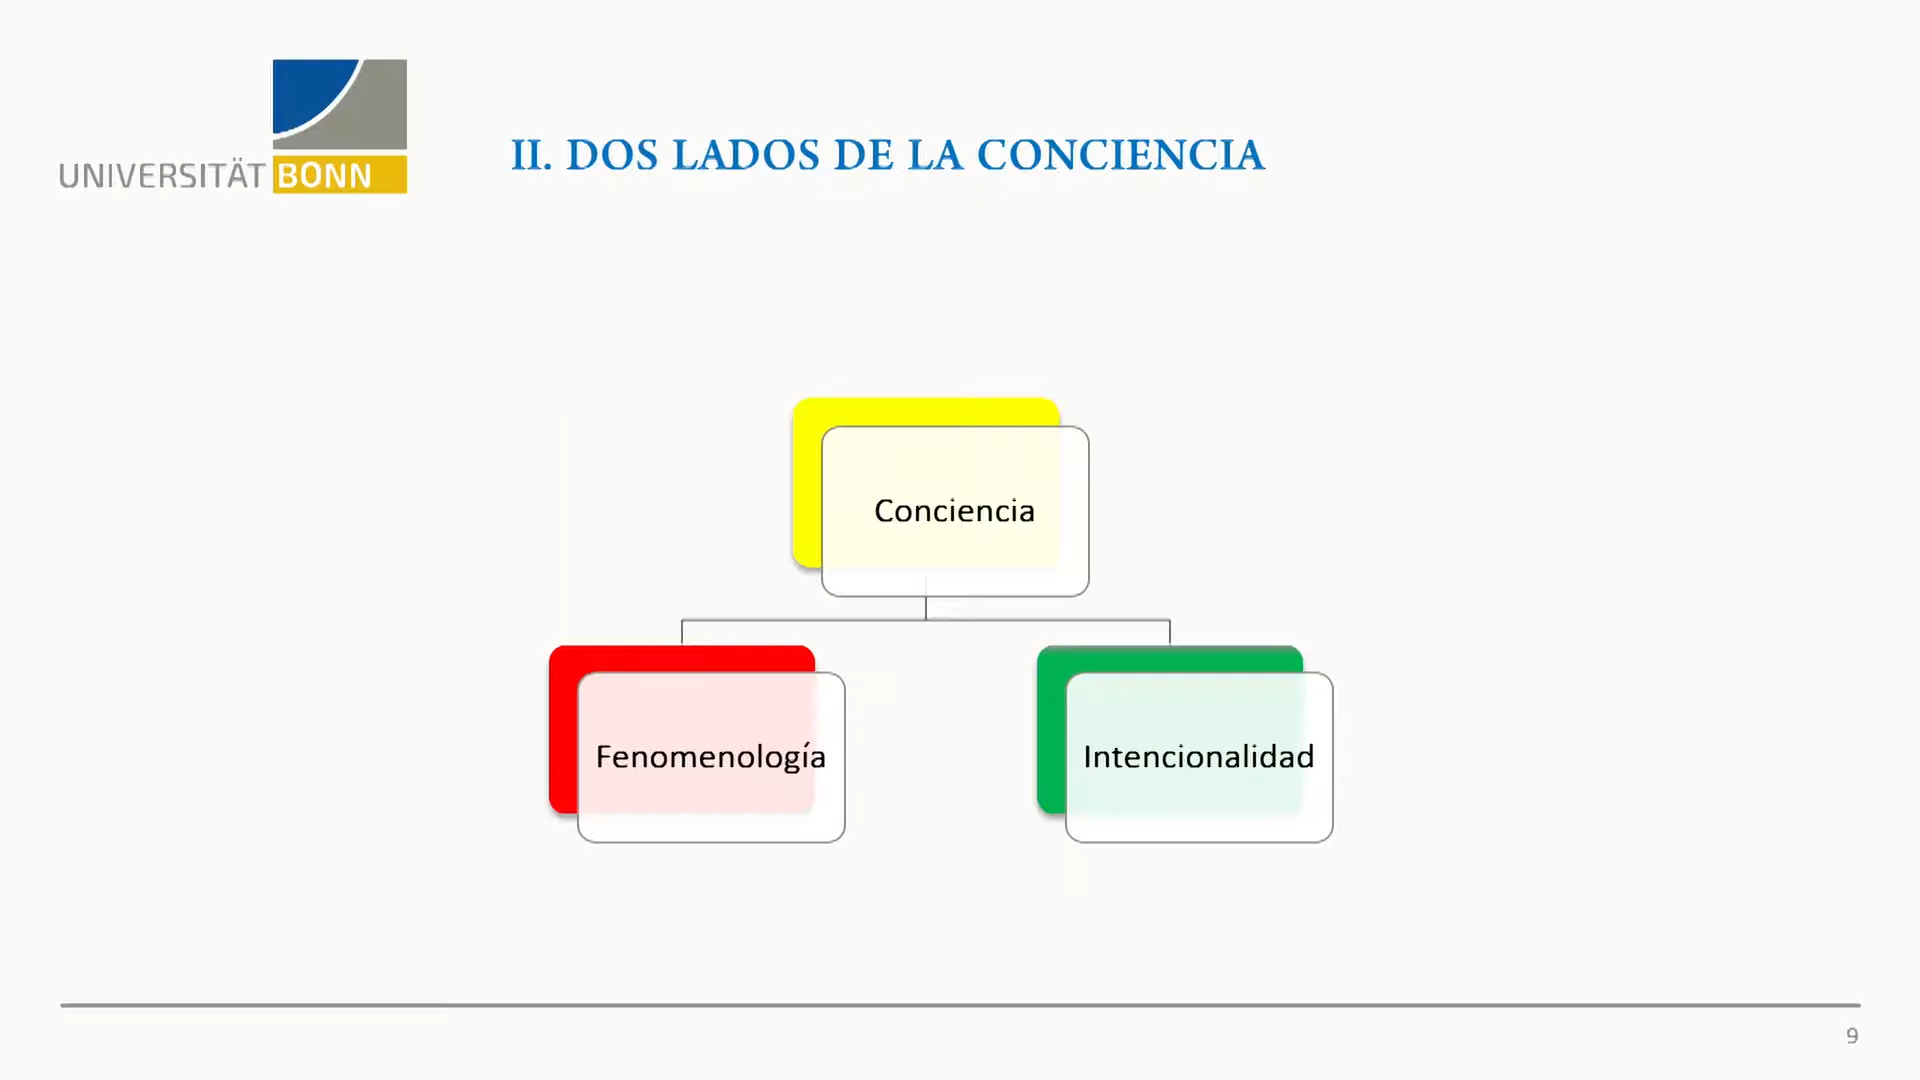 UNIVERSITÄT BONN
II. DOS LADOS DE LA CONCIENCIA
Conciencia
Fenomenología
Intencionalidad
9